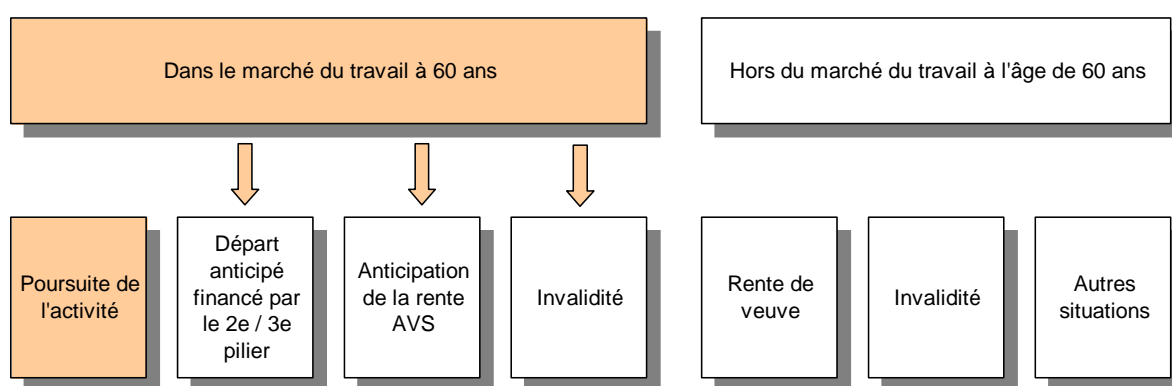 Dans le marché du travail à 60 ans
Hors du marché du travail à l'âge de 60 ans
Poursuite de
l'activité
Départ
anticipé
financé par
le 2e / 3e
pilier
Anticipation
de la rente
AVS
Invalidité
Rente de
veuve
Invalidité
Autres
situations